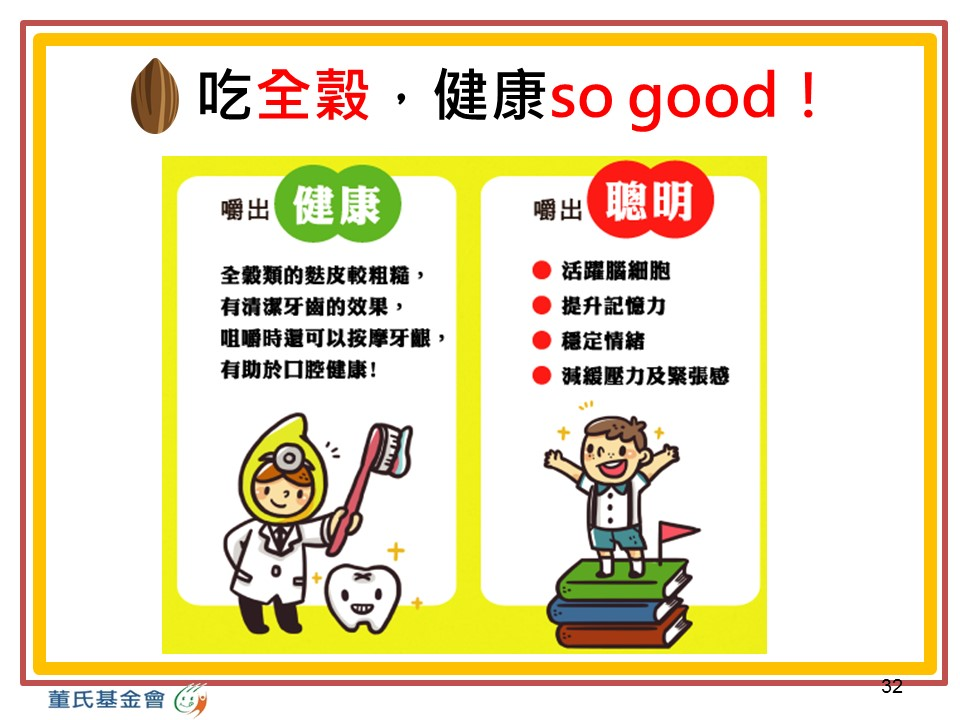 吃全穀，健康so good！
嚼出健康
全穀類的麩皮較粗糙，
有清潔牙齒的效果，
咀嚼時還可以按摩牙齦，
有助於口腔健康!
嚼出聰明
活躍腦細胞
提升記憶力
穩定情緒
減緩壓力及緊張感
董氏基金會
32